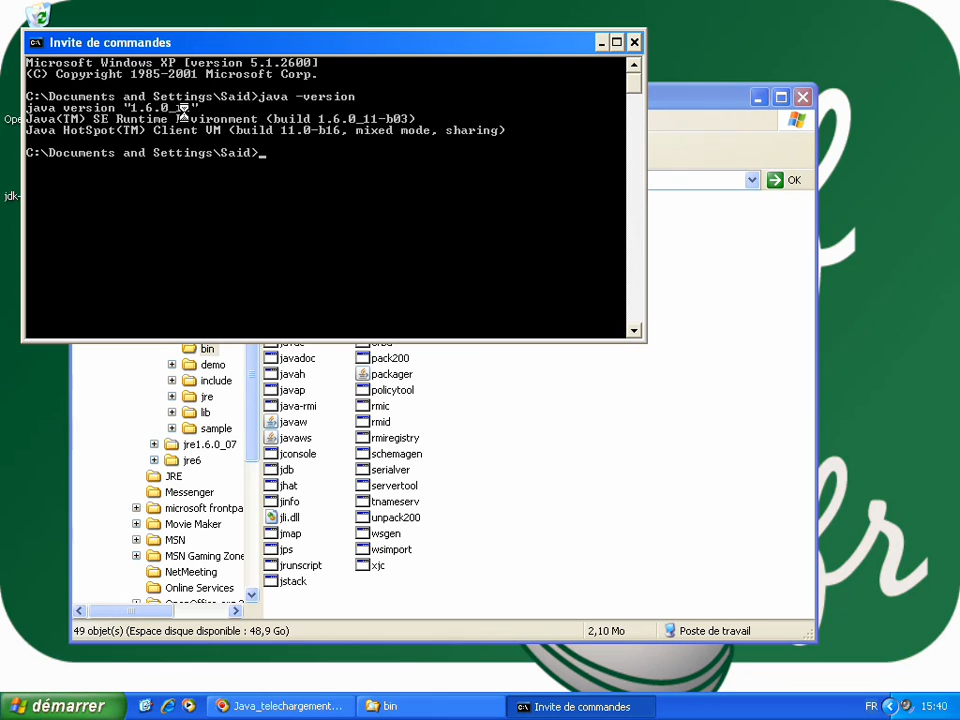 Invite de commandes
Microsoft Windows XP [version 5.1.2600]
(C) Copyright 1985-2001 Microsoft Corp.
C:\Documents and Settings\Said>java -version
java version "1.6.0_
Java(TM) SE Runtime Environment (build 1.6.0_11-b03)
Java HotSpot(TM) Client VM (build 11.0-b16, mixed mode, sharing)
C:\Documents and Settings\Said>_
Ope
jdk-
OK
bin
demo
include
jre
lib
sample
jre1.6.0_07
jre6
JRE
Messenger
microsoft frontpa
Movie Maker
MSN
MSN Gaming Zone
NetMeeting
Online Services
javadoc
javah
javap
java-rmi
javaw
javaws
jconsole
jdb
jhat
jinfo
jli.dll
jmap
jps
jrunscript
jstack
pack200
packager
policytool
rmic
rmid
rmiregistry
schemagen
serialver
servertool
tnameserv
unpack200
wsgen
wsimport
xjc
49 objet(s) (Espace disque disponible : 48,9 Go)
2,10 Mo
Poste de travail
démarrer
Java_telechargement...
bin
Invite de commandes
FR
15:40